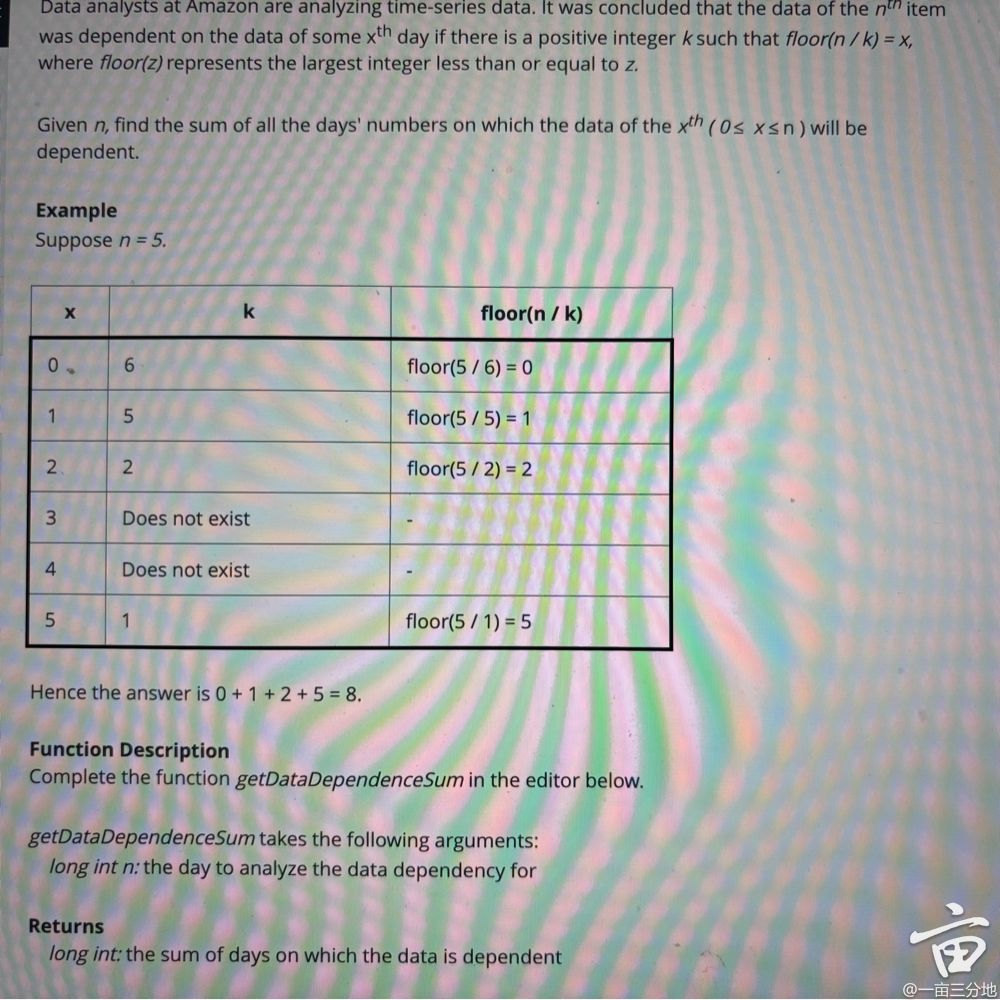 Data analysts at Amazon are analyzing time-series data. It was concluded that the data of the nth item
was dependent on the data of some xth day if there is a positive integer k such that floor(n / k) = x,
where floor(z) represents the largest integer less than or equal to z.
Given n, find the sum of all the days' numbers on which the data of the xth ( 0≤ x≤n ) will be
dependent.
Example
Suppose n = 5.
x k floor(n / k)
0 6 floor(5 / 6) = 0
1 5 floor(5 / 5) = 1
2 2 floor(5 / 2) = 2
3 Does not exist -
4 Does not exist -
5 1 floor(5 / 1) = 5
Hence the answer is 0 + 1 + 2 + 5 = 8.
Function Description
Complete the function getDataDependenceSum in the editor below.
getDataDependenceSum takes the following arguments:
long int n: the day to analyze the data dependency for
Returns
long int: the sum of days on which the data is dependent
亩
@一亩三分地